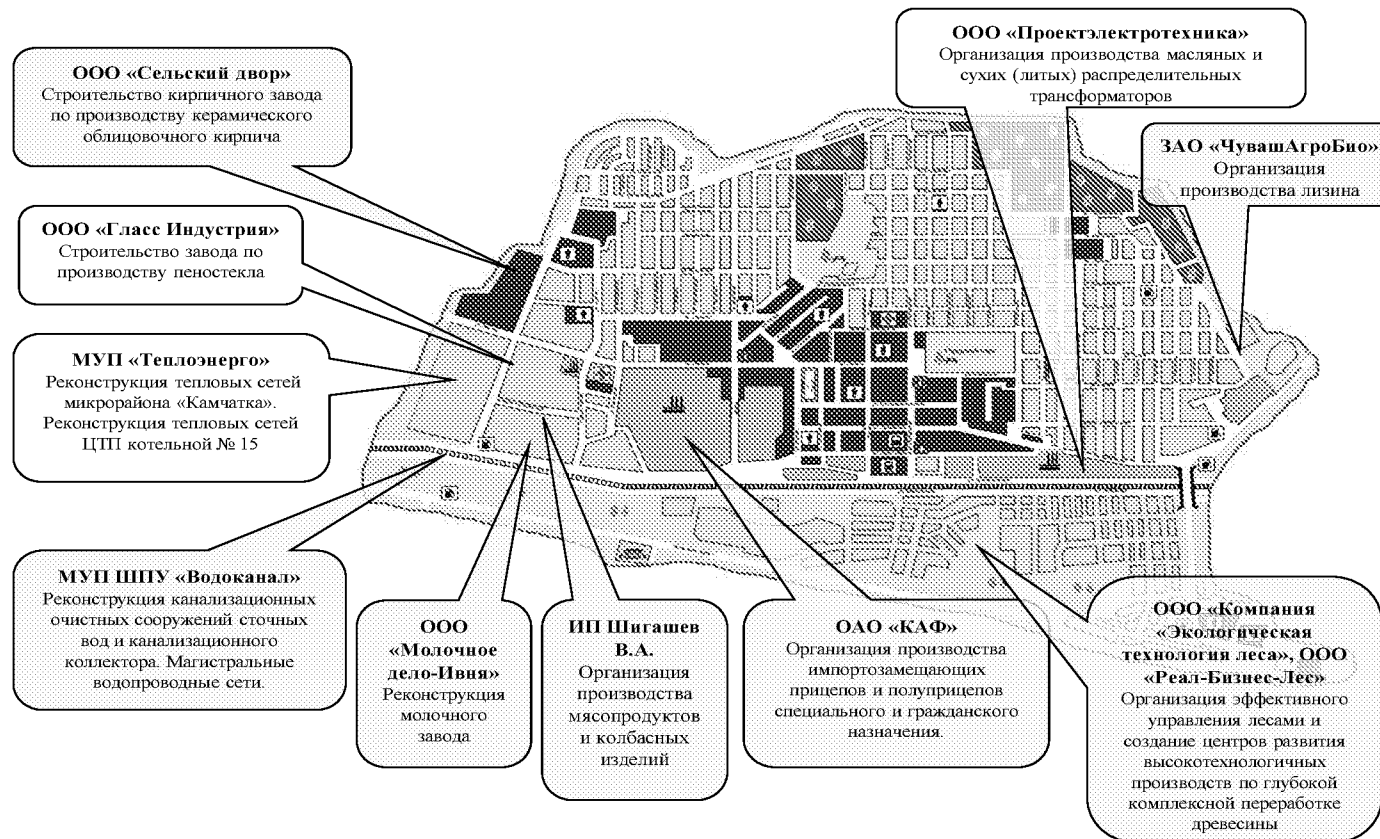 ООО «Проектэлектротехника»
Организация производства масляных и
сухих (литых) распределительных
трансформаторов
ООО «Сельский двор»
Строительство кирпичного завода
по производству керамического
облицовочного кирпича
ЗАО «ЧувашАгроБио»
Организация
производства лизина
ООО «Гласс Индустрия»
Строительство завода по
производству пеностекла
МУП «Теплоэнерго»
Реконструкция тепловых сетей
микрорайона «Камчатка».
Реконструкция тепловых сетей
ЦТП котельной № 15
МУП ШПУ «Водоканал»
Реконструкция канализационных
очистных сооружений сточных
вод и канализационного
коллектора. Магистральные
водопроводные сети.
ООО
«Молочное
дело-Ивня»
Реконструкция
молочного
завода
ИП Шигашев
В.А.
Организация
производства
мясопродуктов
и колбасных
изделий
ОАО «КАФ»
Организация производства
импортозамещающих
прицепов и полуприцепов
специального и гражданского
назначения.
ООО «Компания
«Экологическая
технология леса», ООО
«Реал-Бизнес-Лес»
Организация эффективного
управления лесами и
создание центров развития
высокотехнологичных
производств по глубокой
комплексной переработке
древесины